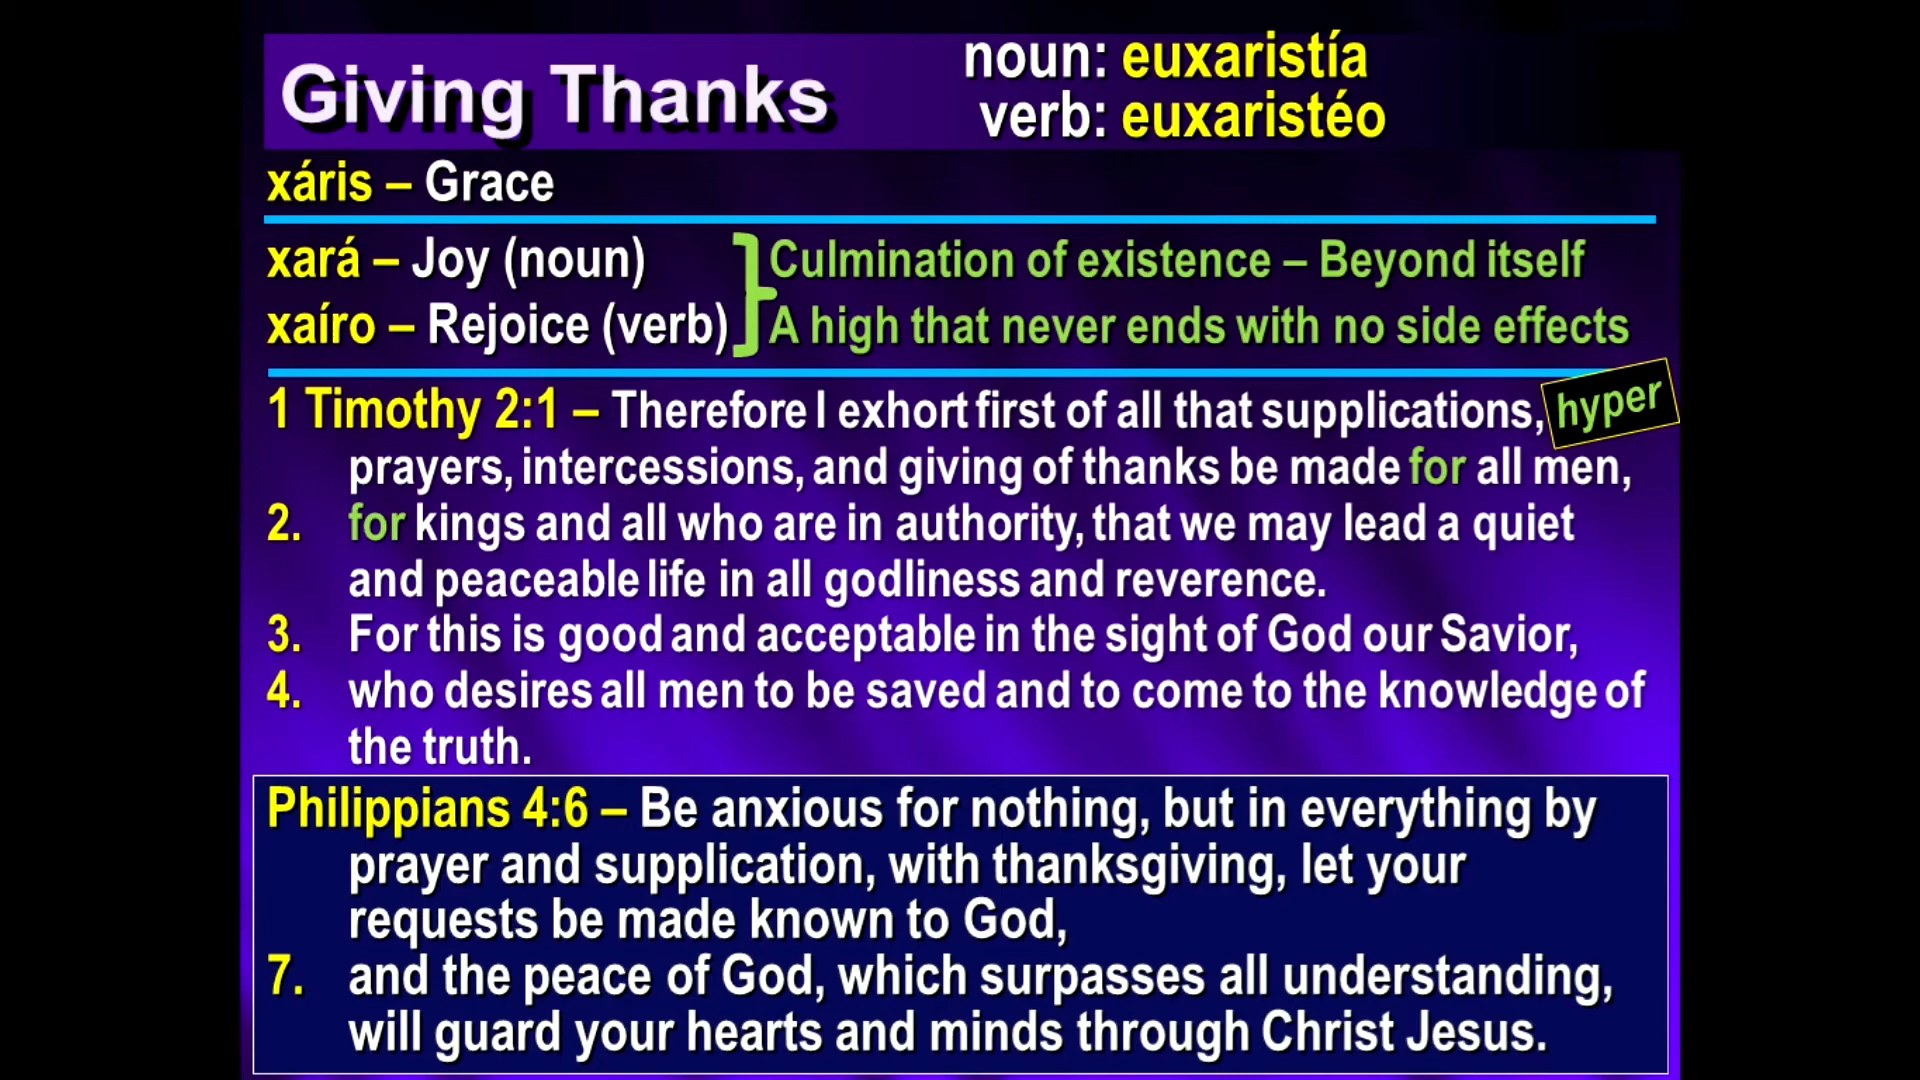 Giving Thanks
noun: euxaristía
verb: euxaristéo
xáris – Grace
xará – Joy (noun)
xaíro – Rejoice (verb)
Culmination of existence – Beyond itself
A high that never ends with no side effects
1 Timothy 2:1 – Therefore I exhort first of all that supplications,
hyper
prayers, intercessions, and giving of thanks be made for all men,
2. for kings and all who are in authority, that we may lead a quiet
and peaceable life in all godliness and reverence.
3. For this is good and acceptable in the sight of God our Savior,
4. who desires all men to be saved and to come to the knowledge of
the truth.
Philippians 4:6 – Be anxious for nothing, but in everything by
prayer and supplication, with thanksgiving, let your
requests be made known to God,
7. and the peace of God, which surpasses all understanding,
will guard your hearts and minds through Christ Jesus.